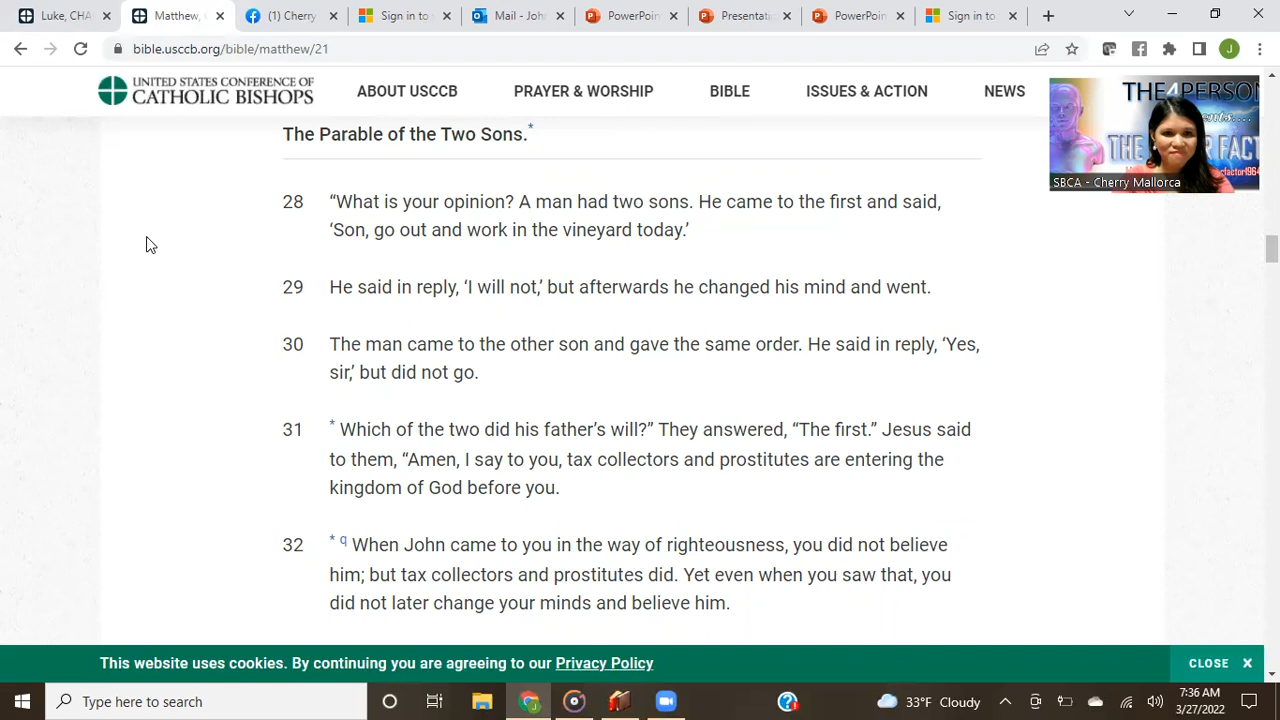 Luke, CHA
Matthew, C
(1) Cherry
Sign in to
Mail - Joh
PowerPoin
Presentat
PowerPoin
Sign in to
bible.usccb.org/bible/matthew/21
J
UNITED STATES CONFERENCE OF
CATHOLIC BISHOPS
ABOUT USCCB
PRAYER & WORSHIP
BIBLE
ISSUES & ACTION
NEWS
THE4PERSON
THE
FACT
SBCA - Cherry Mallorca
The Parable of the Two Sons.*
28 “What is your opinion? A man had two sons. He came to the first and said,
‘Son, go out and work in the vineyard today.’
29 He said in reply, ‘I will not,’ but afterwards he changed his mind and went.
30 The man came to the other son and gave the same order. He said in reply, ‘Yes,
sir,’ but did not go.
31 * Which of the two did his father’s will?” They answered, “The first.” Jesus said
to them, “Amen, I say to you, tax collectors and prostitutes are entering the
kingdom of God before you.
32 * q When John came to you in the way of righteousness, you did not believe
him; but tax collectors and prostitutes did. Yet even when you saw that, you
did not later change your minds and believe him.
This website uses cookies. By continuing you are agreeing to our Privacy Policy
CLOSE ×
Type here to search
33°F Cloudy
7:36 AM
3/27/2022